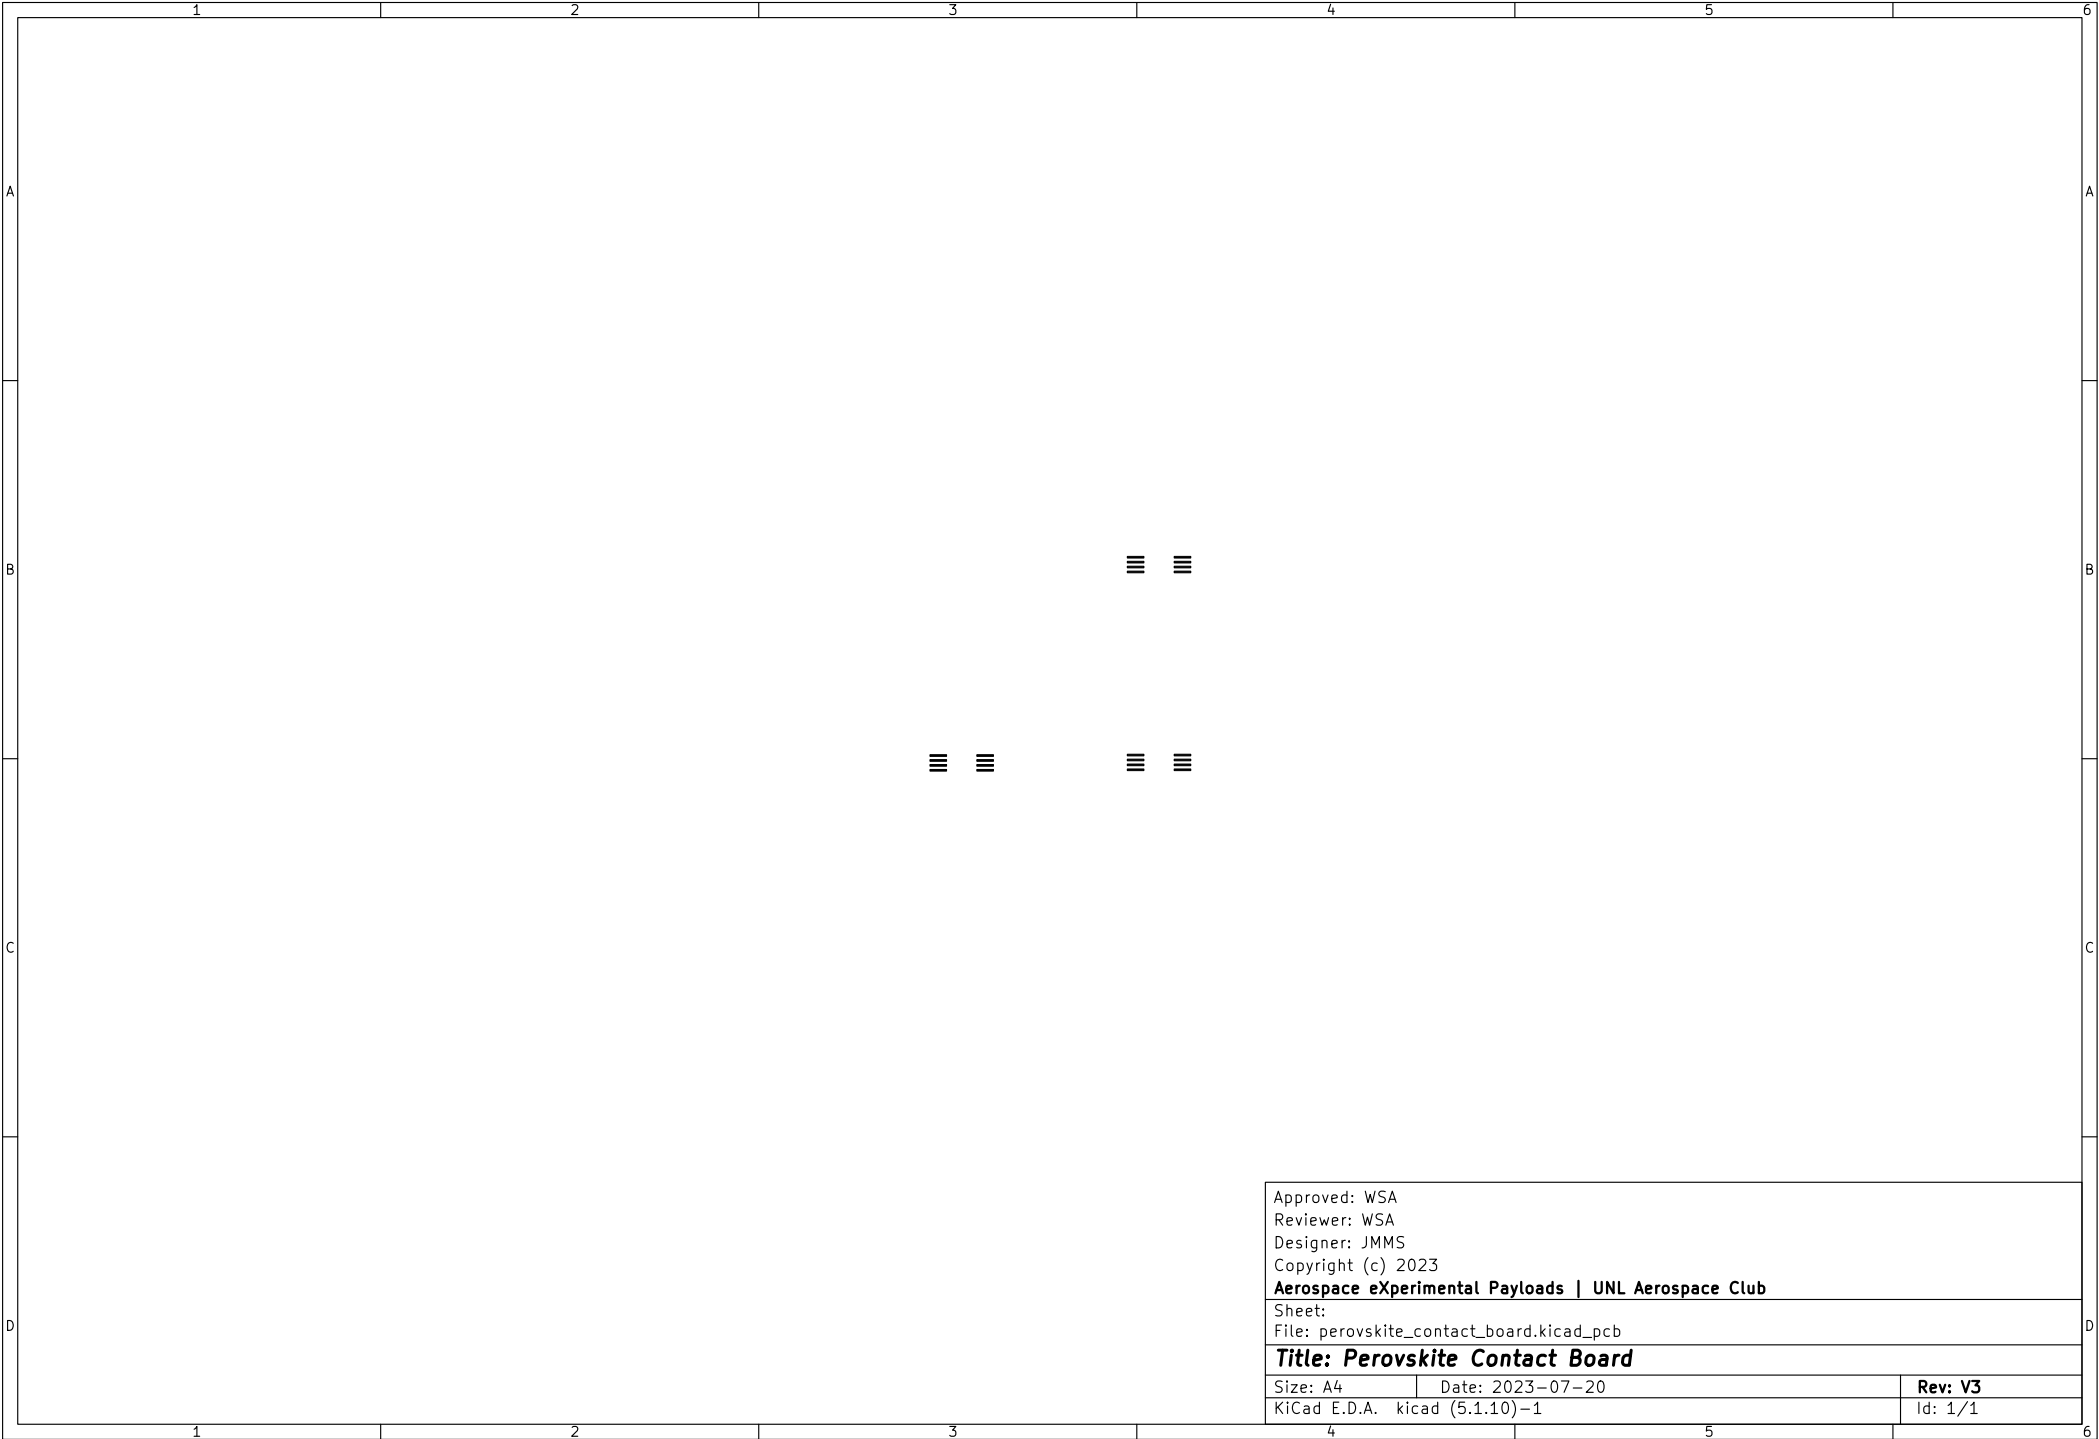 1 2 3 4 5 6
A A
B B
C C
Approved: WSA
Reviewer: WSA
Designer: JMMS
Copyright (c) 2023
Aerospace eXperimental Payloads | UNL Aerospace Club
Sheet:
D D
File: perovskite_contact_board.kicad_pcb
Title: Perovskite Contact Board
Size: A4 Date: 2023-07-20 Rev: V3
KiCad E.D.A. kicad (5.1.10)-1 Id: 1/1
1 2 3 4 5 6